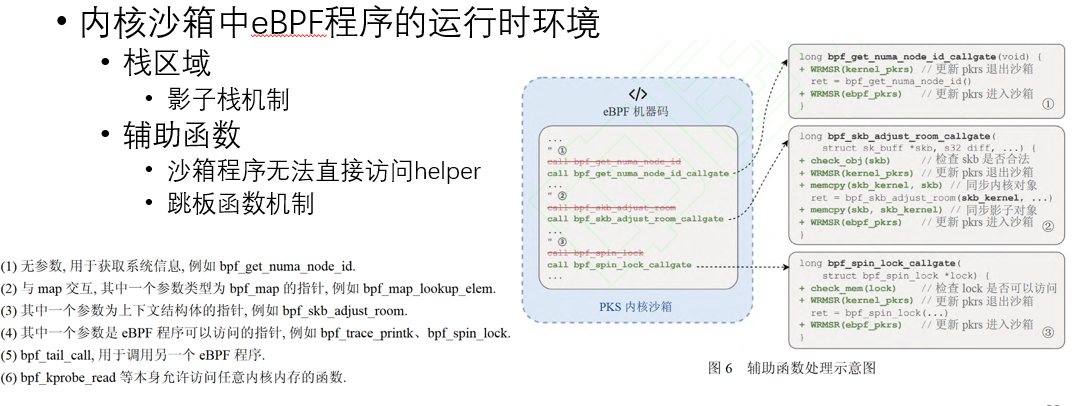 • 内核沙箱中eBPF程序的运行时环境
• 栈区域
• 影子栈机制
• 辅助函数
• 沙箱程序无法直接访问helper
• 跳板函数机制
(1) 无参数, 用于获取系统信息, 例如 bpf_get_numa_node_id.
(2) 与 map 交互, 其中一个参数类型为 bpf_map 的指针, 例如 bpf_map_lookup_elem.
(3) 其中一个参数为上下文结构体的指针, 例如 bpf_skb_adjust_room.
(4) 其中一个参数是 eBPF 程序可以访问的指针, 例如 bpf_trace_printk、bpf_spin_lock.
(5) bpf_tail_call, 用于调用另一个 eBPF 程序.
(6) bpf_kprobe_read 等本身允许访问任意内核内存的函数.
</>
eBPF 机器码
...
" ①
call bpf_get_numa_node_id
call bpf_get_numa_node_id_callgate
...
" ②
call bpf_skb_adjust_room
call bpf_skb_adjust_room_callgate
...
" ③
call bpf_spin_lock
call bpf_spin_lock_callgate
...
PKS 内核沙箱
long bpf_get_numa_node_id_callgate(void) {
+ WRMSR(kernel_pkrs) // 更新 pkrs 退出沙箱
ret = bpf_get_numa_node_id()
+ WRMSR(ebpf_pkrs) // 更新 pkrs 进入沙箱
} ①
long bpf_skb_adjust_room_callgate(
struct sk_buff *skb, s32 diff, ...) {
+ check_obj(skb) // 检查 skb 是否合法
+ WRMSR(kernel_pkrs) // 更新 pkrs 退出沙箱
+ memcpy(skb_kernel, skb) // 同步内核对象
ret = bpf_skb_adjust_room(skb_kernel, ...)
+ memcpy(skb, skb_kernel) // 同步影子对象
+ WRMSR(ebpf_pkrs) // 更新 pkrs 进入沙箱
} ②
long bpf_spin_lock_callgate(
struct bpf_spin_lock *lock) {
+ check_mem(lock) // 检查 lock 是否可以访问
+ WRMSR(kernel_pkrs) // 更新 pkrs 退出沙箱
ret = bpf_spin_lock(...)
+ WRMSR(ebpf_pkrs) // 更新 pkrs 进入沙箱
} ③
图 6 辅助函数处理示意图